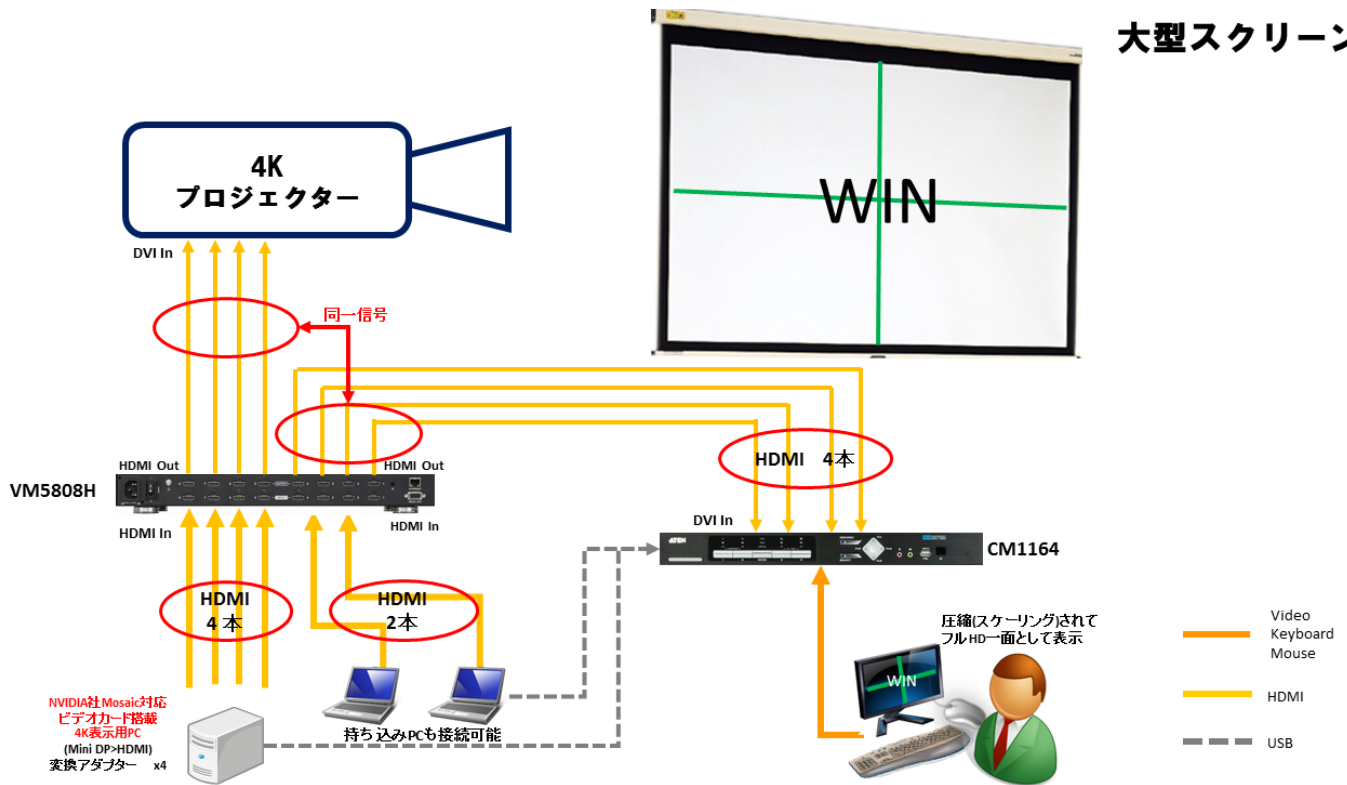 大型スクリーン
WIN
4K
プロジェクター
DVI In
同一信号
HDMI Out
HDMI Out
VM5808H
HDMI In
HDMI In
HDMI 4本
DVI In
ATEN
CM1164
HDMI
4本
HDMI
2本
圧縮(スケーリング)されて
フルHD一面として表示
WIN
NVIDIA社Mosaic対応
ビデオカード搭載
4K表示用PC
(Mini DP>HDMI)
変換アダプター x4
持ち込みPCも接続可能
Video
Keyboard
Mouse
HDMI
USB